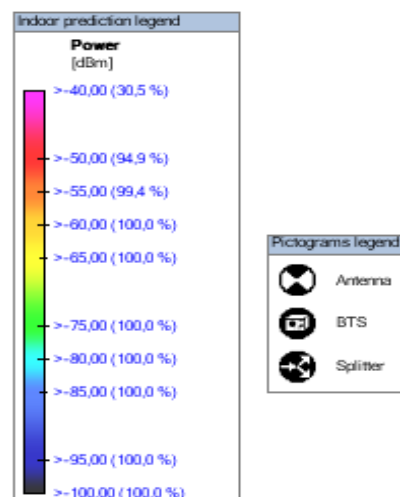 Indoor prediction legend
Power
[dBm]
>-40,00 (30,5 %)
>-50,00 (94,9 %)
>-55,00 (99,4 %)
>-60,00 (100,0 %)
>-65,00 (100,0 %)
>-75,00 (100,0 %)
>-80,00 (100,0 %)
>-85,00 (100,0 %)
>-95,00 (100,0 %)
>-100,00 (100,0 %)
Pictograms legend
Antenna
BTS
Splitter